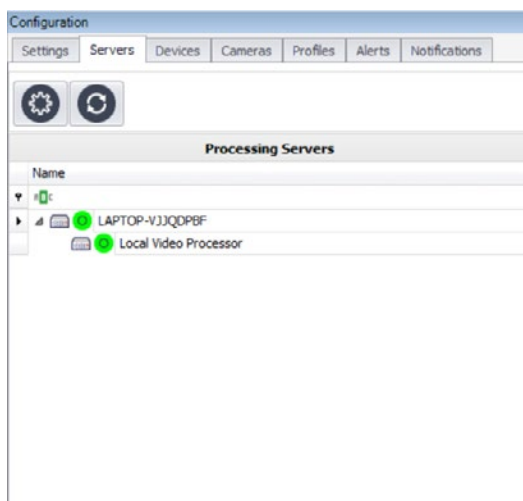 Configuration
Settings Servers Devices Cameras Profiles Alerts Notifications
Processing Servers
Name
LAPTOP-VJJQDPBF
Local Video Processor